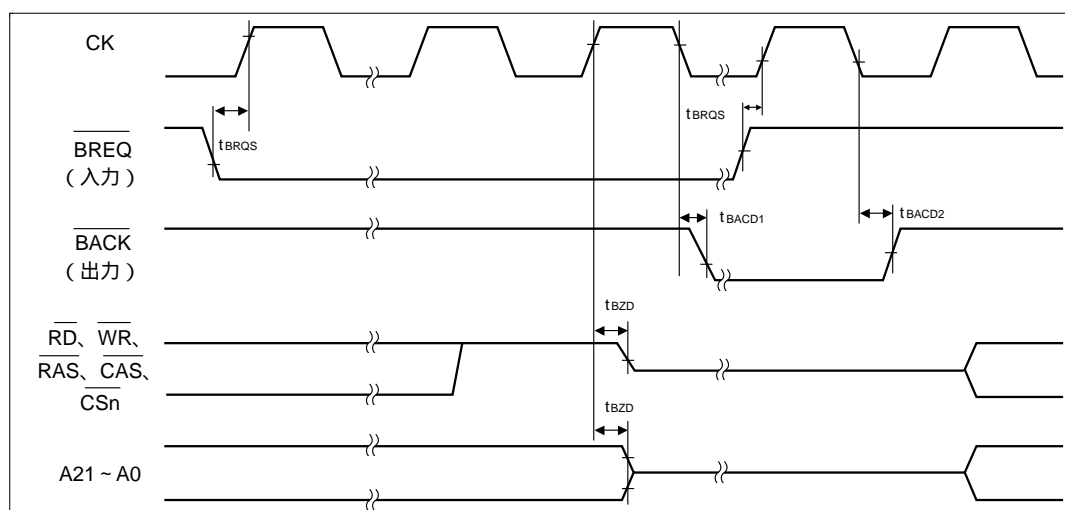 CK
tBRQS
tBRQS
BREQ
（入力）
BACK
（出力）
tBACD1
tBACD2
RD、WR、
RAS、CAS、
CSn
tBZD
tBZD
A21～A0